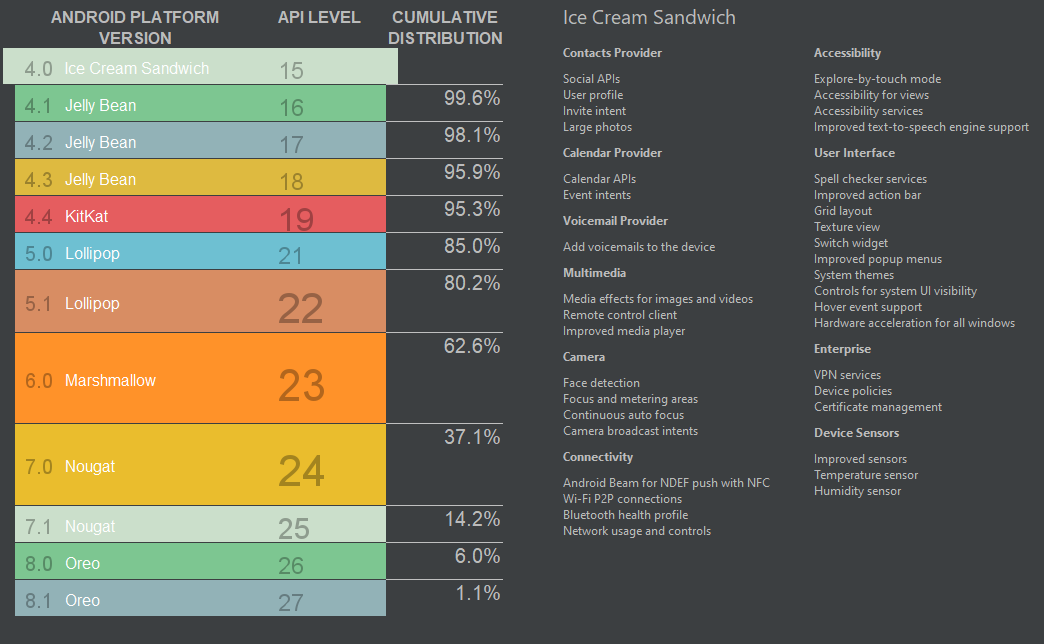 ANDROID PLATFORM VERSION API LEVEL CUMULATIVE DISTRIBUTION
4.0 Ice Cream Sandwich 15
4.1 Jelly Bean 16 99.6%
4.2 Jelly Bean 17 98.1%
4.3 Jelly Bean 18 95.9%
4.4 KitKat 19 95.3%
5.0 Lollipop 21 85.0%
5.1 Lollipop 22 80.2%
6.0 Marshmallow 23 62.6%
7.0 Nougat 24 37.1%
7.1 Nougat 25 14.2%
8.0 Oreo 26 6.0%
8.1 Oreo 27 1.1%
Ice Cream Sandwich
Contacts Provider
Social APIs
User profile
Invite intent
Large photos
Calendar Provider
Calendar APIs
Event intents
Voicemail Provider
Add voicemails to the device
Multimedia
Media effects for images and videos
Remote control client
Improved media player
Camera
Face detection
Focus and metering areas
Continuous auto focus
Camera broadcast intents
Connectivity
Android Beam for NDEF push with NFC
Wi-Fi P2P connections
Bluetooth health profile
Network usage and controls
Accessibility
Explore-by-touch mode
Accessibility for views
Accessibility services
Improved text-to-speech engine support
User Interface
Spell checker services
Improved action bar
Grid layout
Texture view
Switch widget
Improved popup menus
System themes
Controls for system UI visibility
Hover event support
Hardware acceleration for all windows
Enterprise
VPN services
Device policies
Certificate management
Device Sensors
Improved sensors
Temperature sensor
Humidity sensor